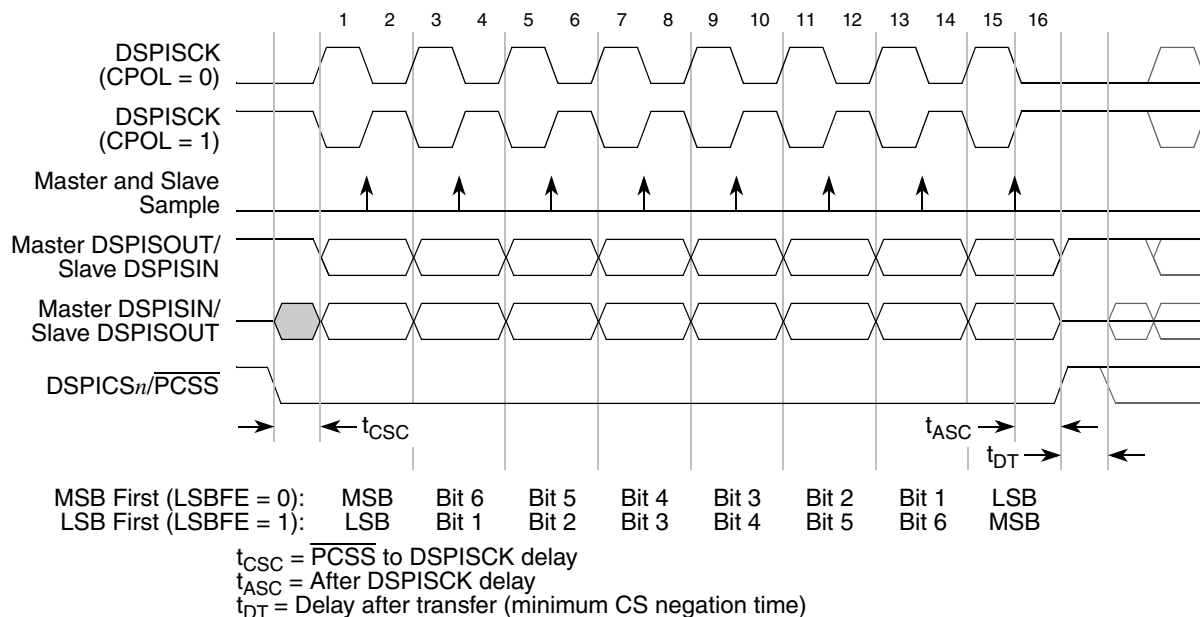 1 2 3 4 5 6 7 8 9 10 11 12 13 14 15 16
DSPISCK
(CPOL = 0)
DSPISCK
(CPOL = 1)
Master and Slave
Sample
Master DSPISOUT/
Slave DSPISIN
Master DSPISIN/
Slave DSPISOUT
DSPICSn/PCSS
tCSC
tASC
tDT
MSB First (LSBFE = 0): MSB Bit 6 Bit 5 Bit 4 Bit 3 Bit 2 Bit 1 LSB
LSB First (LSBFE = 1): LSB Bit 1 Bit 2 Bit 3 Bit 4 Bit 5 Bit 6 MSB
tCSC = PCSS to DSPISCK delay
tASC = After DSPISCK delay
tDT = Delay after transfer (minimum CS negation time)